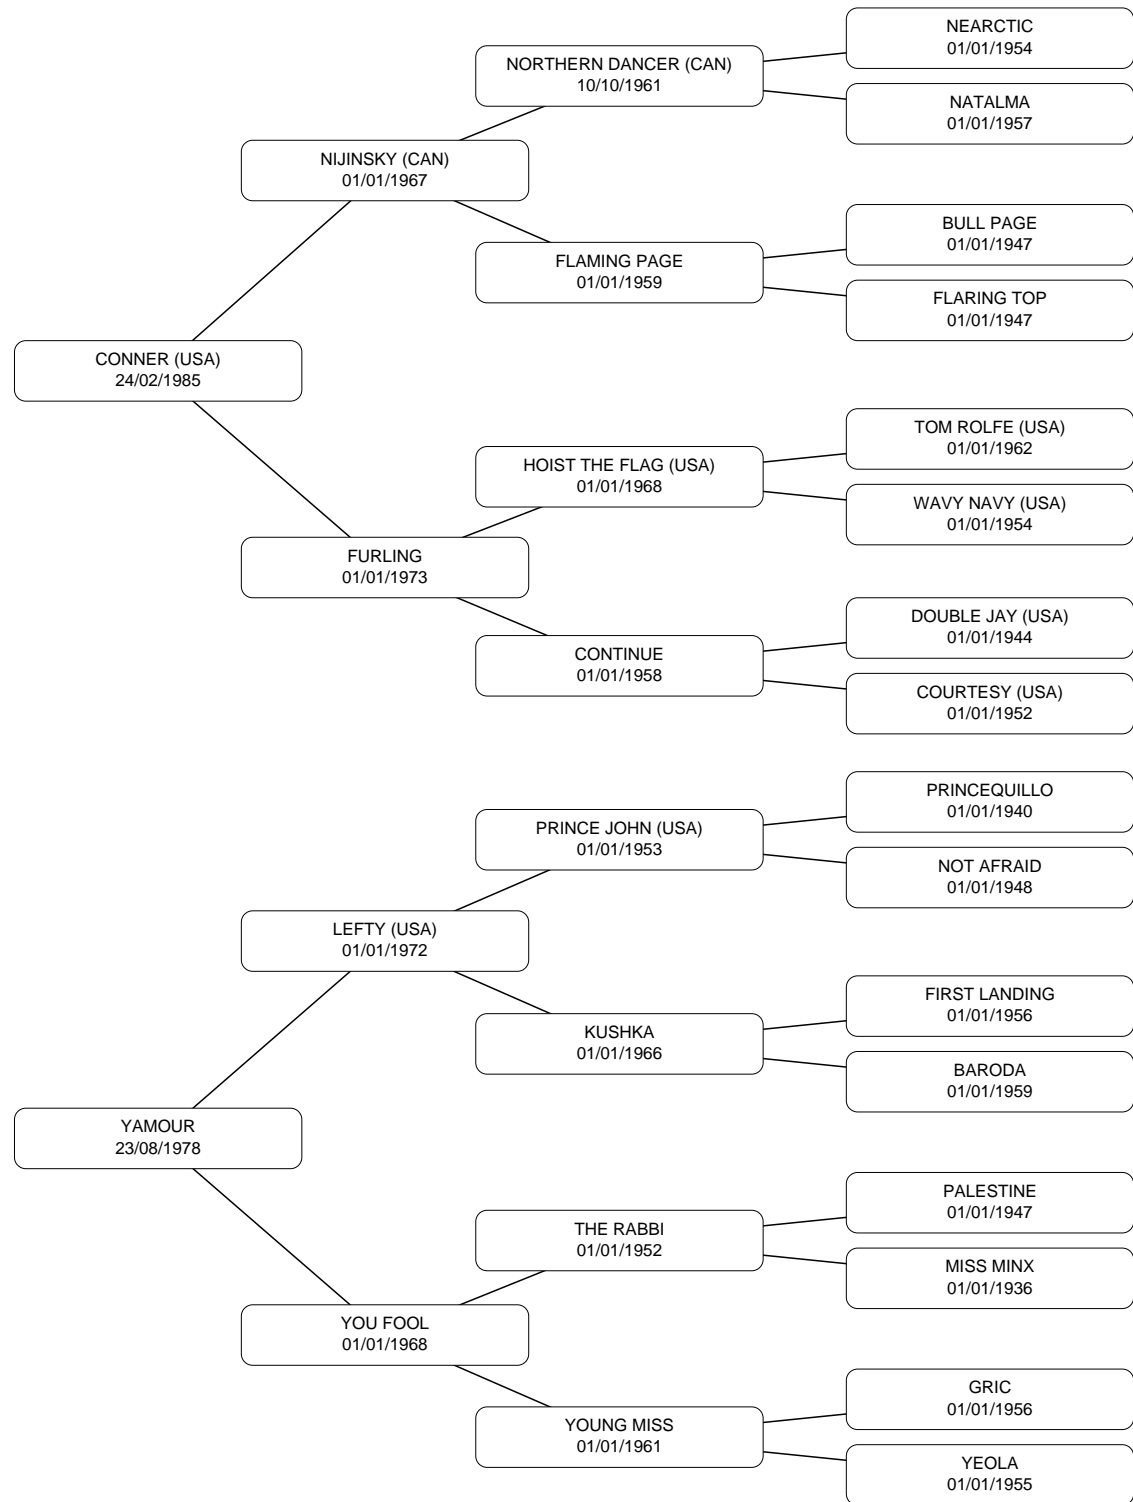 NEARCTIC
01/01/1954
NORTHERN DANCER (CAN)
10/10/1961
NATALMA
01/01/1957
NIJINSKY (CAN)
01/01/1967
BULL PAGE
01/01/1947
FLAMING PAGE
01/01/1959
FLARING TOP
01/01/1947
CONNER (USA)
24/02/1985
TOM ROLFE (USA)
01/01/1962
HOIST THE FLAG (USA)
01/01/1968
WAVY NAVY (USA)
01/01/1954
FURLING
01/01/1973
DOUBLE JAY (USA)
01/01/1944
CONTINUE
01/01/1958
COURTESY (USA)
01/01/1952
PRINCEQUILLO
01/01/1940
PRINCE JOHN (USA)
01/01/1953
NOT AFRAID
01/01/1948
LEFTY (USA)
01/01/1972
FIRST LANDING
01/01/1956
KUSHKA
01/01/1966
BARODA
01/01/1959
YAMOUR
23/08/1978
PALESTINE
01/01/1947
THE RABBI
01/01/1952
MISS MINX
01/01/1936
YOU FOOL
01/01/1968
GRIC
01/01/1956
YOUNG MISS
01/01/1961
YEOLA
01/01/1955